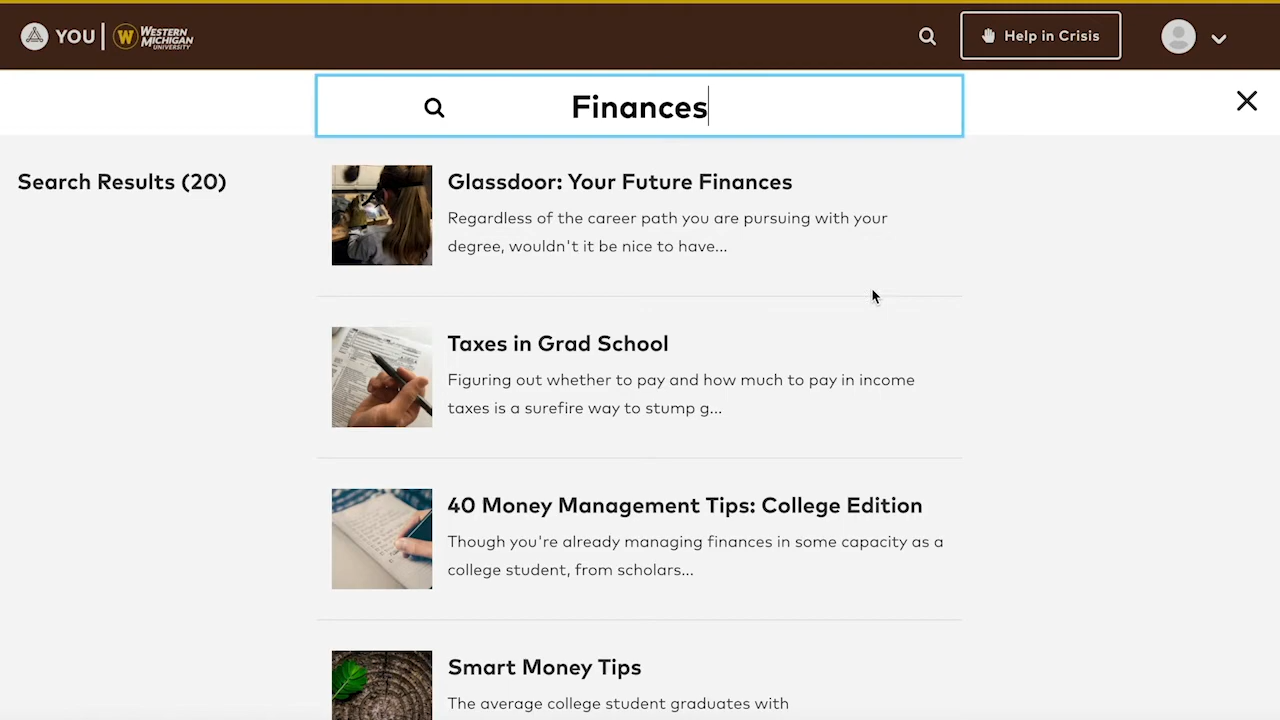 YOU
W WESTERN
MICHIGAN
UNIVERSITY
Help in Crisis
Finances
Search Results (20)
Glassdoor: Your Future Finances
Regardless of the career path you are pursuing with your
degree, wouldn't it be nice to have...
Taxes in Grad School
Figuring out whether to pay and how much to pay in income
taxes is a surefire way to stump g...
40 Money Management Tips: College Edition
Though you're already managing finances in some capacity as a
college student, from scholars...
Smart Money Tips
The average college student graduates with